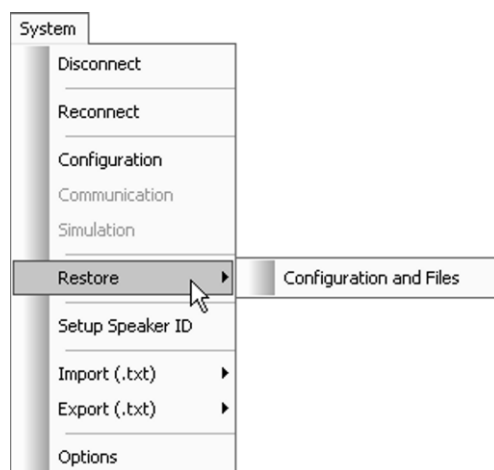 System
Disconnect
Reconnect
Configuration
Communication
Simulation
Restore
Configuration and Files
Setup Speaker ID
Import (.txt)
Export (.txt)
Options